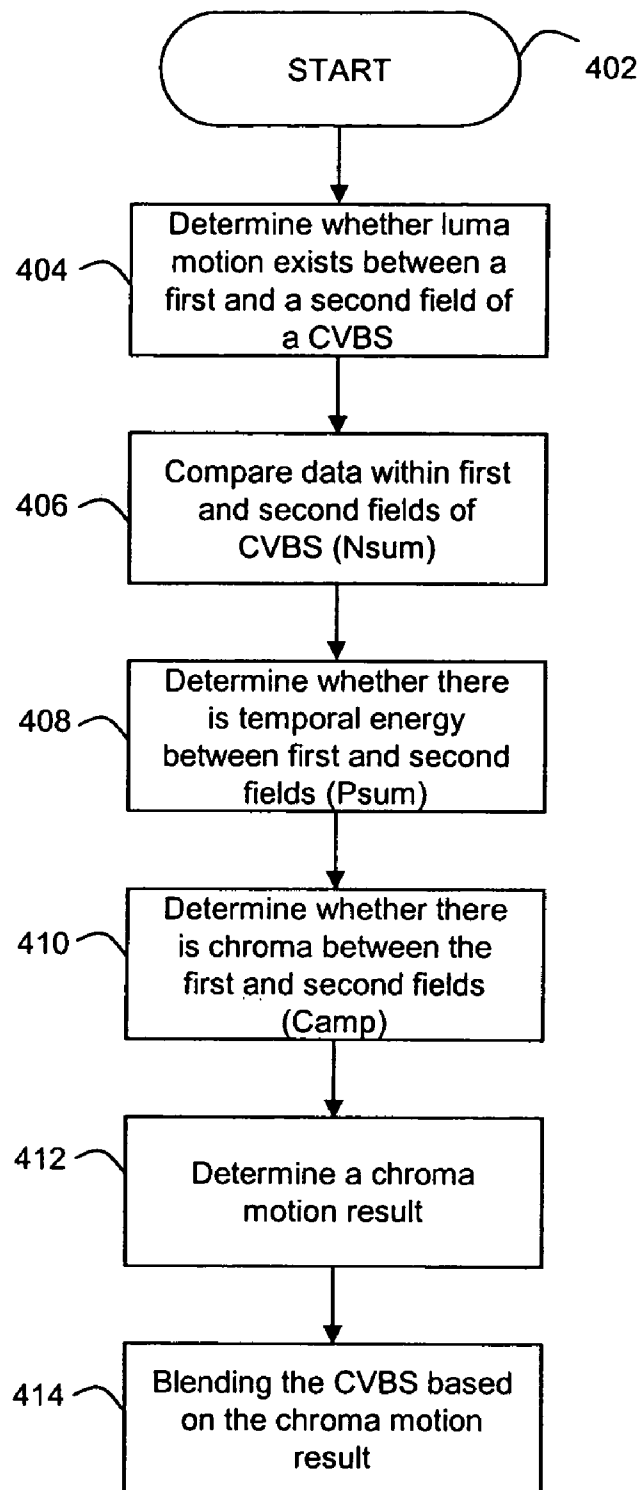 START
402
404
Determine whether luma
motion exists between a
first and a second field of
a CVBS
406
Compare data within first
and second fields of
CVBS (Nsum)
408
Determine whether there
is temporal energy
between first and second
fields (Psum)
410
Determine whether there
is chroma between the
first and second fields
(Camp)
412
Determine a chroma
motion result
414
Blending the CVBS based
on the chroma motion
result